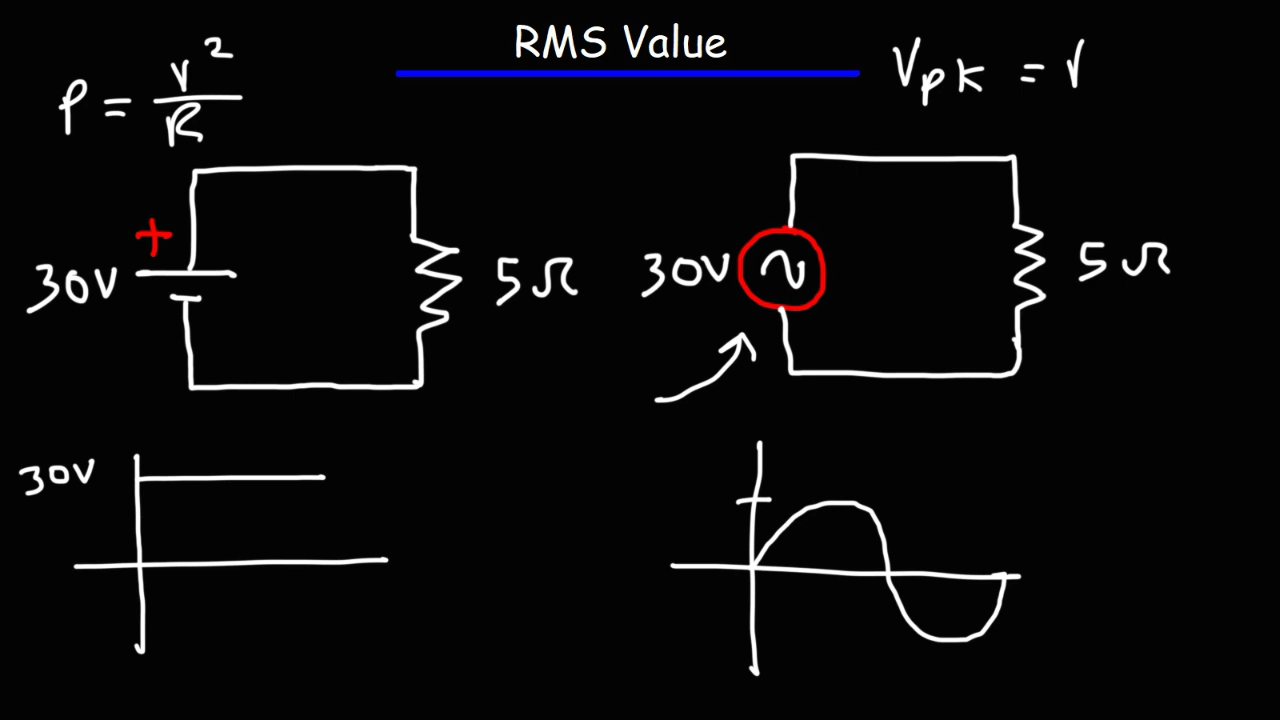 RMS Value
P = V²/R
Vpk = V
+
30V
5Ω
30V
5Ω
30V